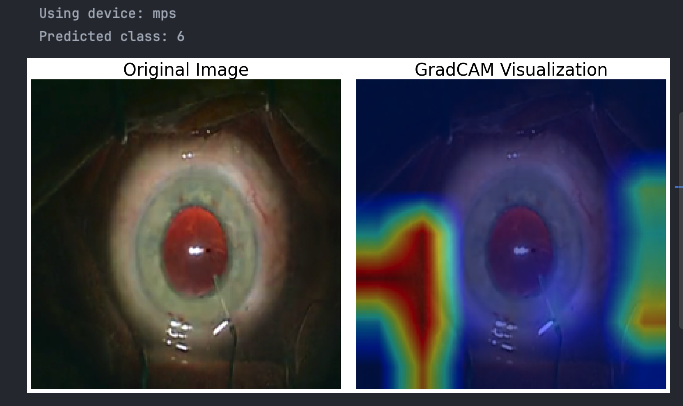 Using device: mps
Predicted class: 6
Original Image
GradCAM Visualization